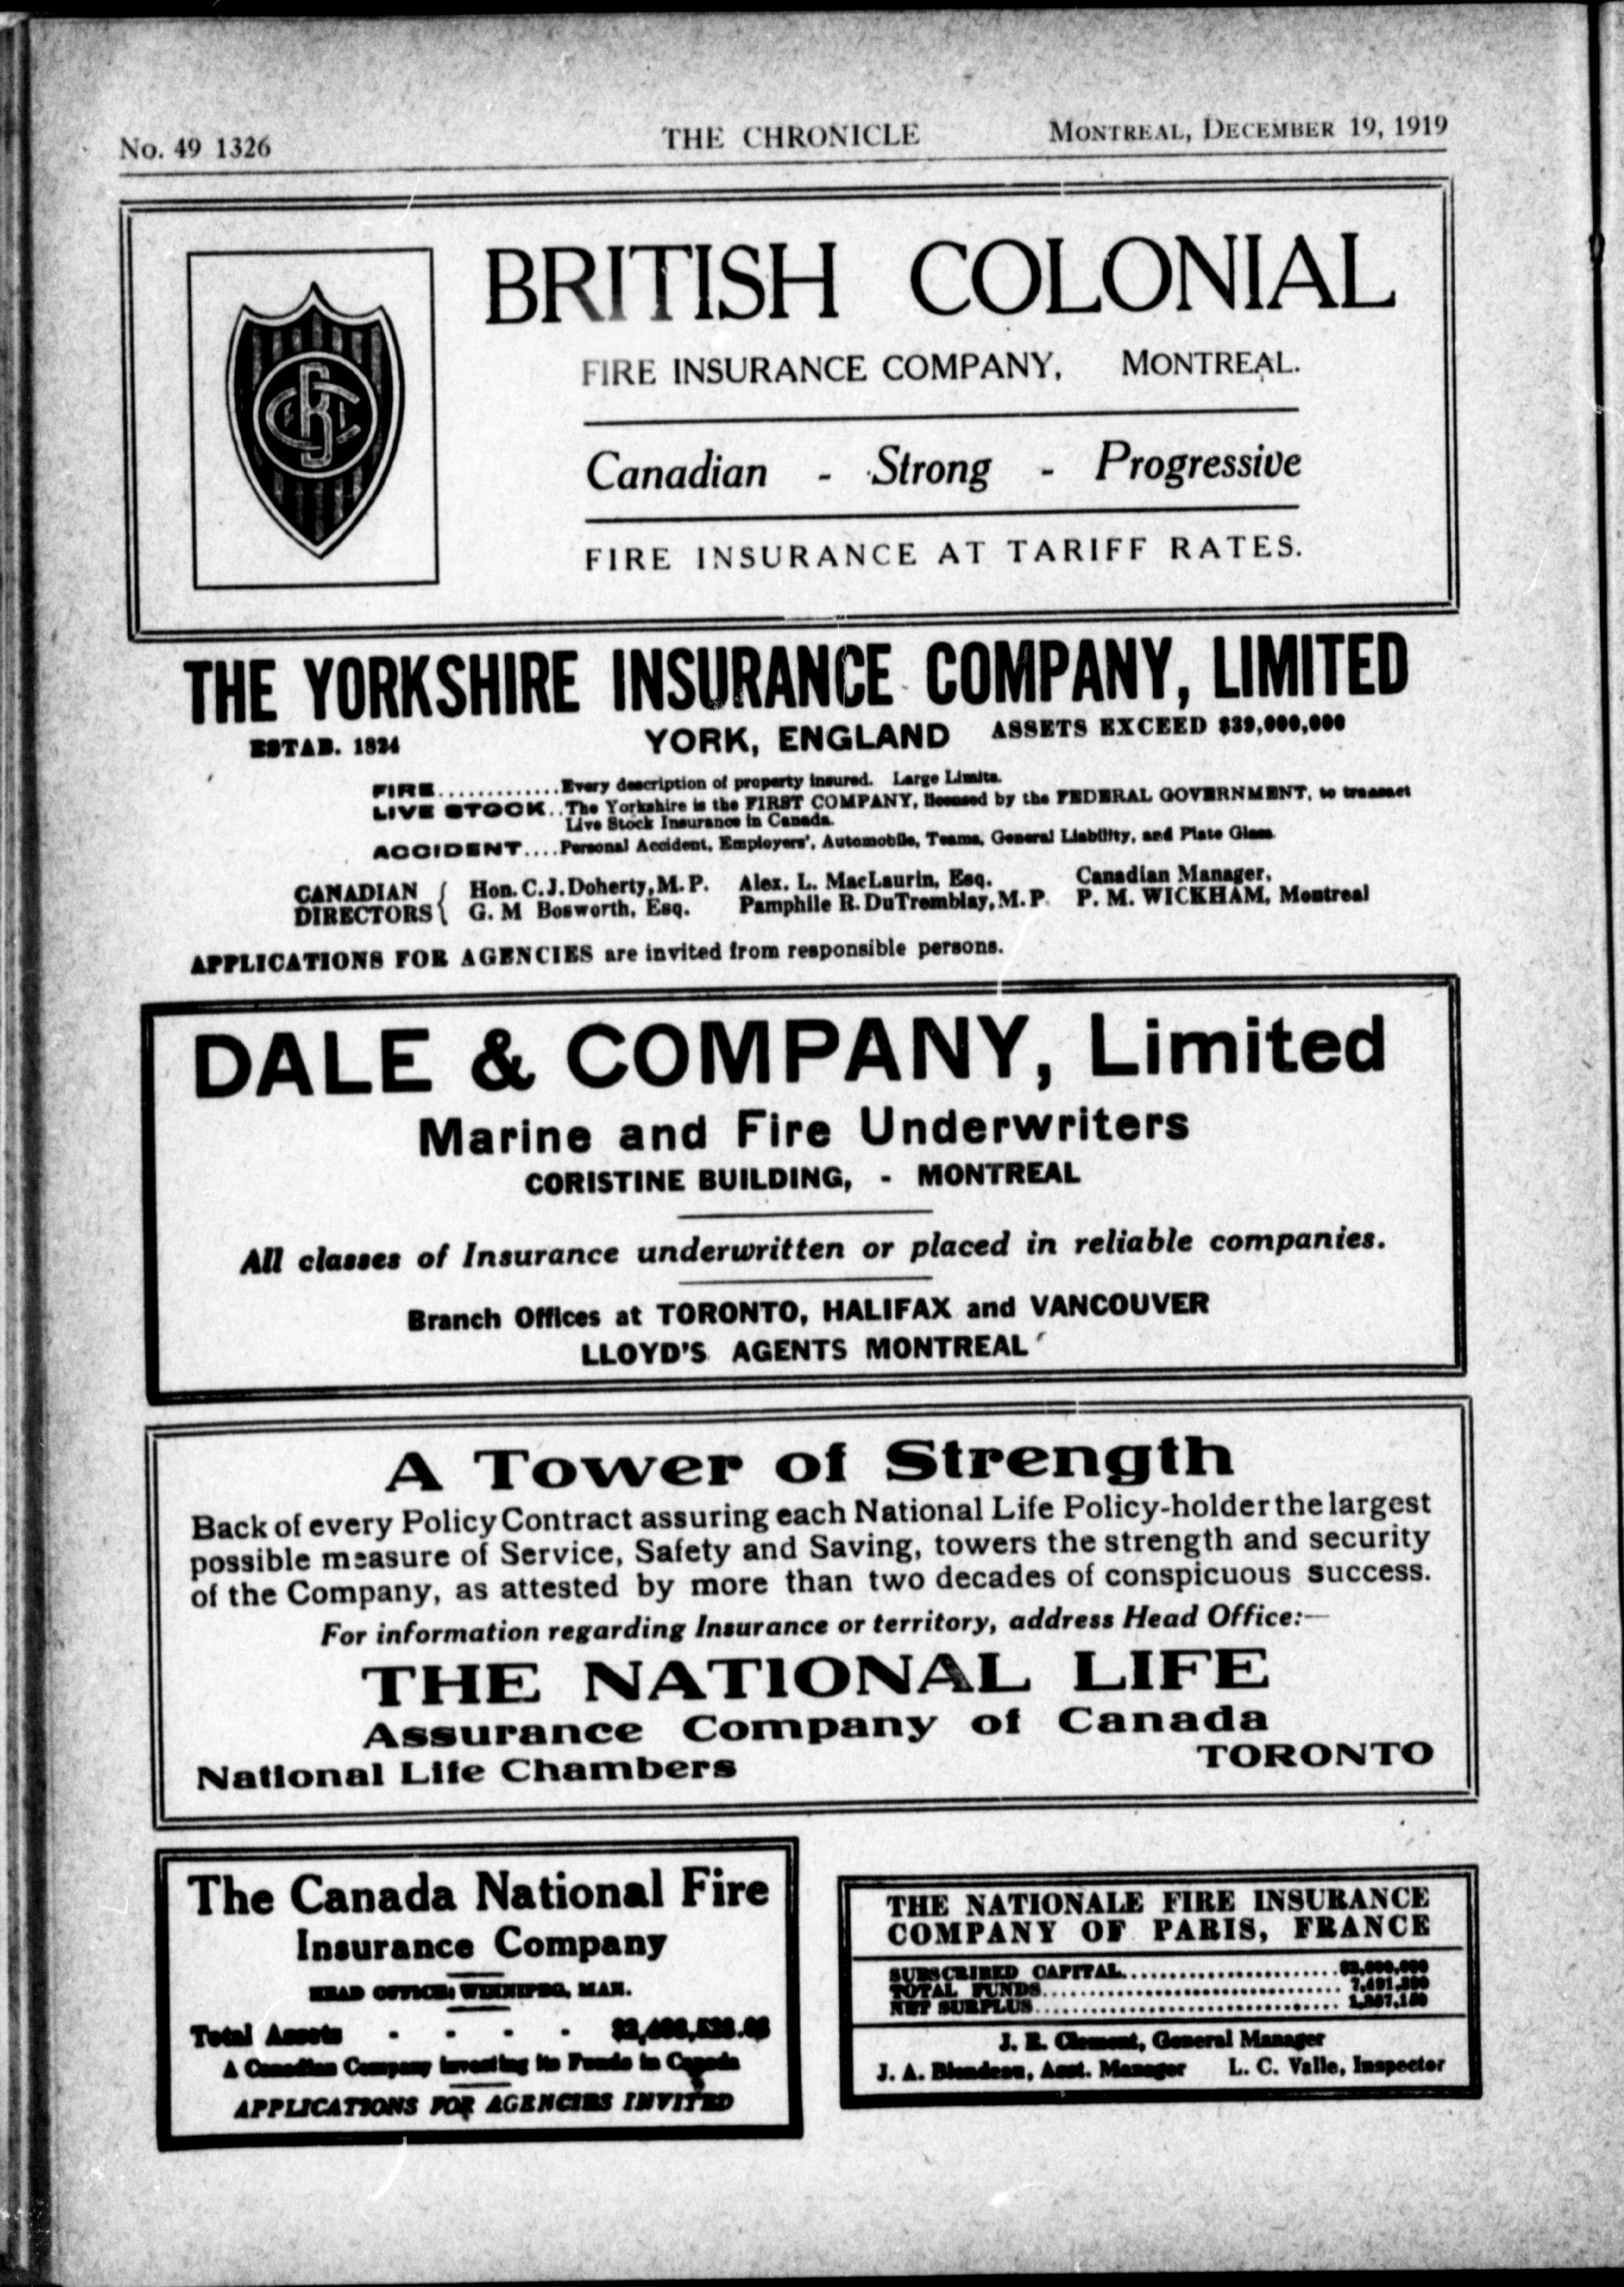 No. 49 1326
THE CHRONICLE
MONTREAL, DECEMBER 19, 1919
BRITISH COLONIAL
FIRE INSURANCE COMPANY, MONTREAL.
Canadian - Strong - Progressive
FIRE INSURANCE AT TARIFF RATES.
THE YORKSHIRE INSURANCE COMPANY, LIMITED
ESTAB. 1824 YORK, ENGLAND ASSETS EXCEED $39,000,000
FIRE.............Every description of property insured. Large Limits.
LIVE STOCK..The Yorkshire is the FIRST COMPANY, licensed by the FEDERAL GOVERNMENT, to transact
Live Stock Insurance in Canada.
ACCIDENT....Personal Accident, Employers', Automobile, Teams, General Liability, and Plate Glass
CANADIAN DIRECTORS
Hon. C. J. Doherty, M. P. Alex. L. MacLaurin, Esq. Canadian Manager,
G. M Bosworth, Esq. Pamphile R. DuTremblay, M. P. P. M. WICKHAM, Montreal
APPLICATIONS FOR AGENCIES are invited from responsible persons.
DALE & COMPANY, Limited
Marine and Fire Underwriters
CORISTINE BUILDING, - MONTREAL
All classes of Insurance underwritten or placed in reliable companies.
Branch Offices at TORONTO, HALIFAX and VANCOUVER
LLOYD'S AGENTS MONTREAL
A Tower of Strength
Back of every Policy Contract assuring each National Life Policy-holder the largest
possible measure of Service, Safety and Saving, towers the strength and security
of the Company, as attested by more than two decades of conspicuous success.
For information regarding Insurance or territory, address Head Office:—
THE NATIONAL LIFE
Assurance Company of Canada
National Life Chambers TORONTO
The Canada National Fire
Insurance Company
HEAD OFFICE: WINNIPEG, MAN.
Total Assets - - - -
A Canadian Company investing its Funds in Canada
APPLICATIONS FOR AGENCIES INVITED
THE NATIONALE FIRE INSURANCE
COMPANY OF PARIS, FRANCE
SUBSCRIBED CAPITAL.......................$2,000,000
TOTAL FUNDS
NET SURPLUS
J. E. Clement, General Manager
J. A. Blondeau, Asst. Manager L. C. Valle, Inspector